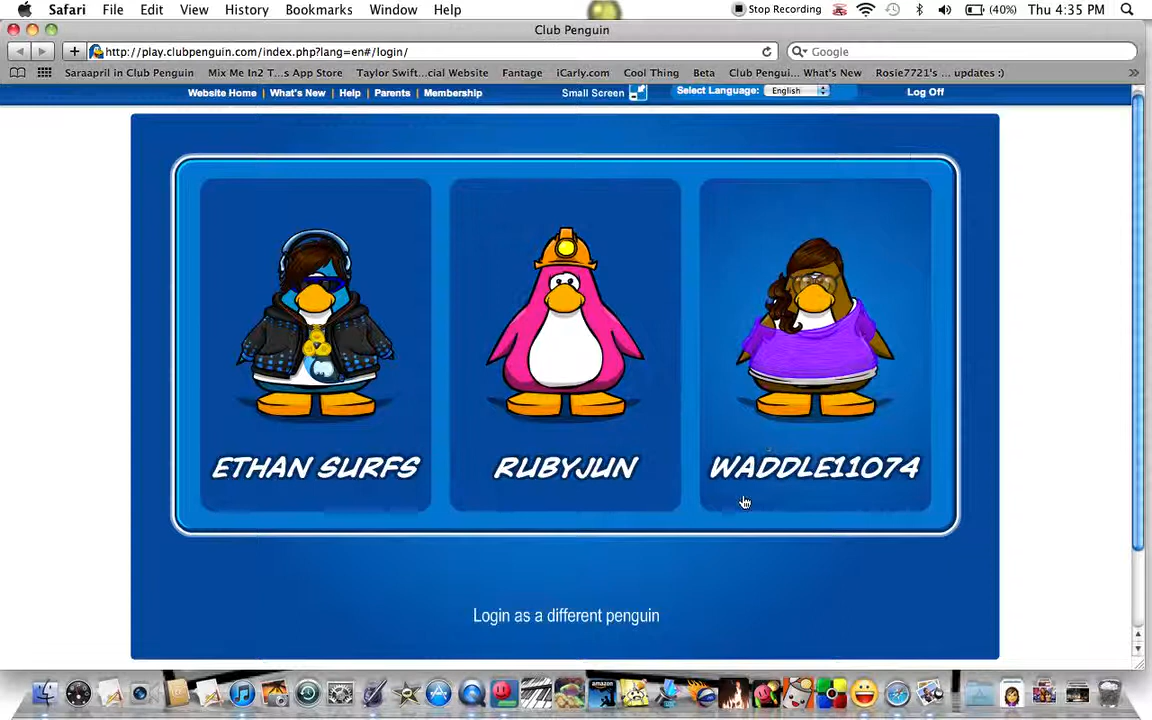 Safari File Edit View History Bookmarks Window Help Stop Recording (40%) Thu 4:35 PM
Club Penguin
http://play.clubpenguin.com/index.php?lang=en#/login/ Google
Saraapril in Club Penguin Mix Me In2 T...s App Store Taylor Swift...cial Website Fantage iCarly.com Cool Thing Beta Club Pengui... What's New Rosie7721's ... updates :)
Website Home | What's New | Help | Parents | Membership Small Screen Select Language: English Log Off
ETHAN SURFS RUBYJUN WADDLE11074
Login as a different penguin
amazon